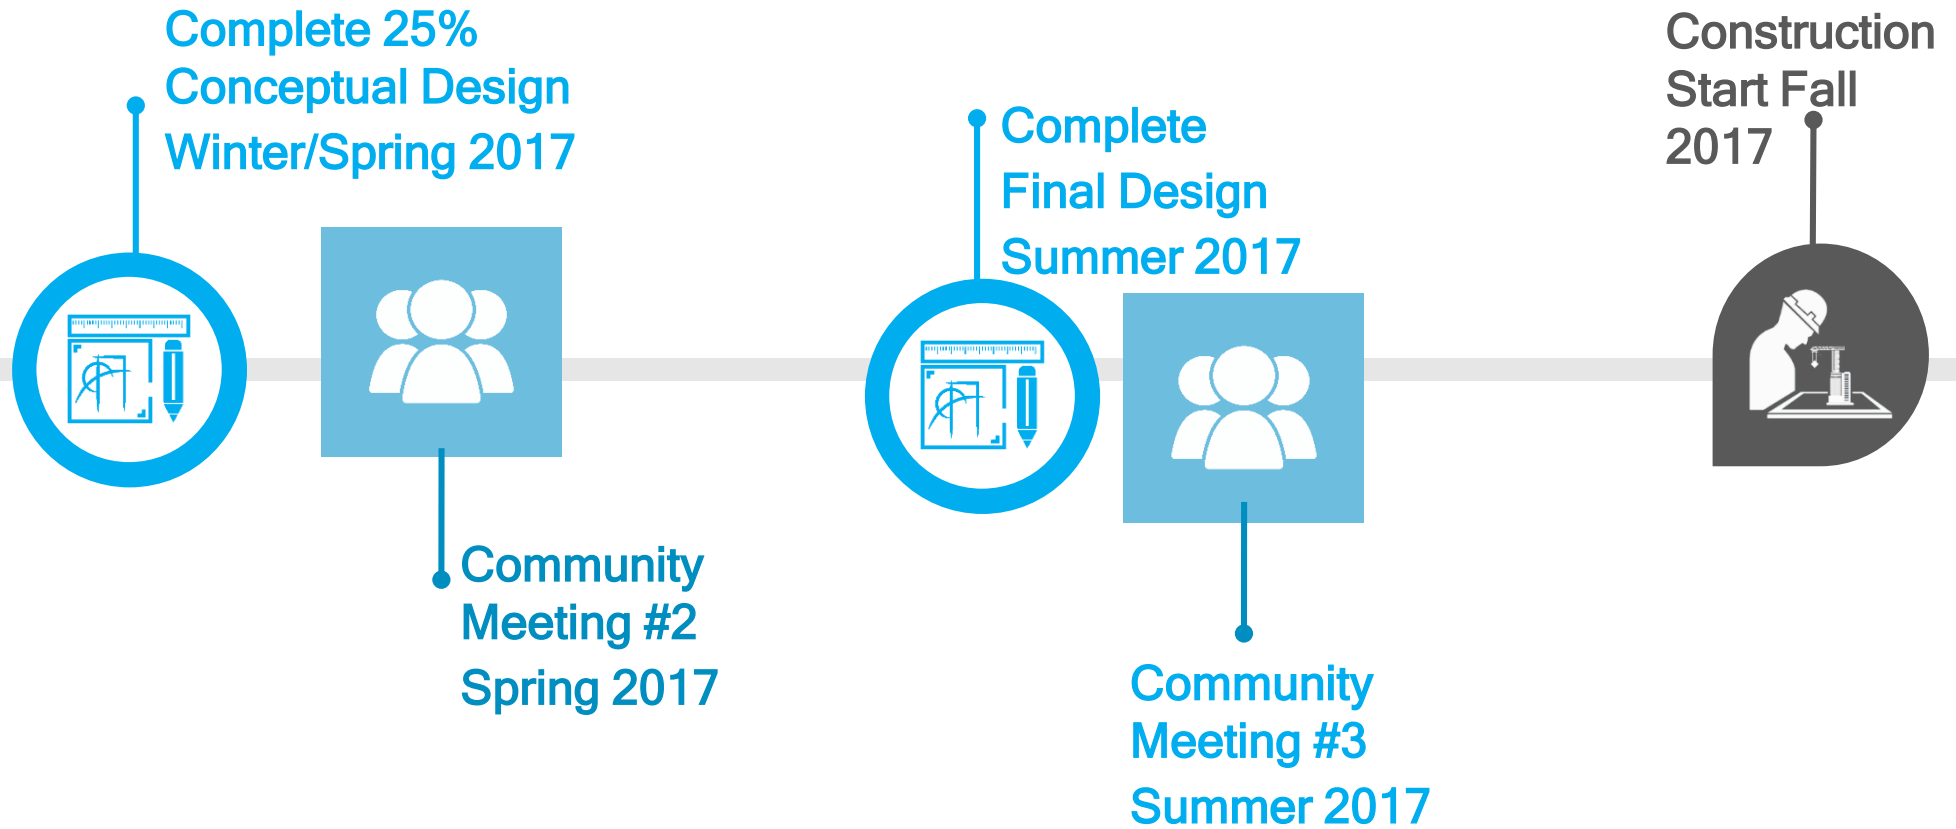 Complete 25%
Conceptual Design
Winter/Spring 2017
Community
Meeting #2
Spring 2017
Complete
Final Design
Summer 2017
Community
Meeting #3
Summer 2017
Construction
Start Fall
2017